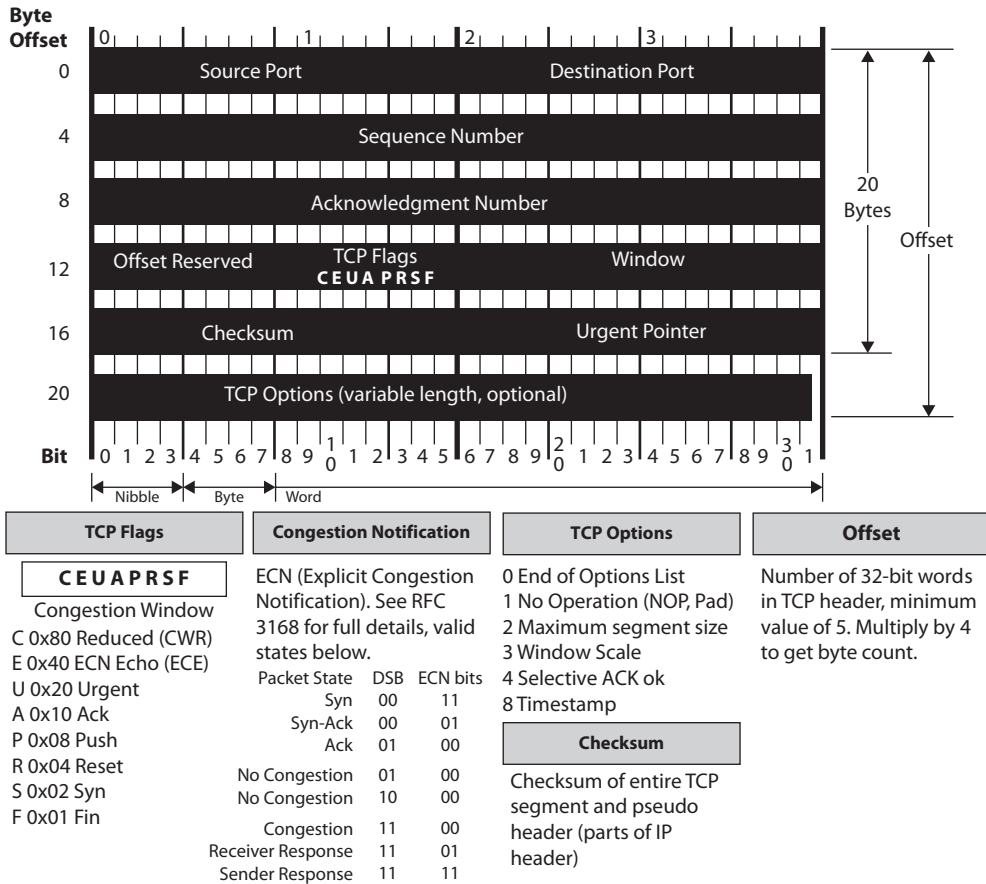 Byte
Offset
0 1 2 3
0 Source Port Destination Port
4 Sequence Number
8 Acknowledgment Number
12 Offset Reserved TCP Flags Window
C E U A P R S F
16 Checksum Urgent Pointer
20 TCP Options (variable length, optional)
20
Bytes
Offset
Bit 0 1 2 3 4 5 6 7 8 9 10 1 2 3 4 5 6 7 8 9 20 1 2 3 4 5 6 7 8 9 30 1
Nibble Byte Word
TCP Flags
C E U A P R S F
Congestion Window
C 0x80 Reduced (CWR)
E 0x40 ECN Echo (ECE)
U 0x20 Urgent
A 0x10 Ack
P 0x08 Push
R 0x04 Reset
S 0x02 Syn
F 0x01 Fin
Congestion Notification
ECN (Explicit Congestion
Notification). See RFC
3168 for full details, valid
states below.
Packet State DSB ECN bits
Syn 00 11
Syn-Ack 00 01
Ack 01 00
No Congestion 01 00
No Congestion 10 00
Congestion 11 00
Receiver Response 11 01
Sender Response 11 11
TCP Options
0 End of Options List
1 No Operation (NOP, Pad)
2 Maximum segment size
3 Window Scale
4 Selective ACK ok
8 Timestamp
Checksum
Checksum of entire TCP
segment and pseudo
header (parts of IP
header)
Offset
Number of 32-bit words
in TCP header, minimum
value of 5. Multiply by 4
to get byte count.